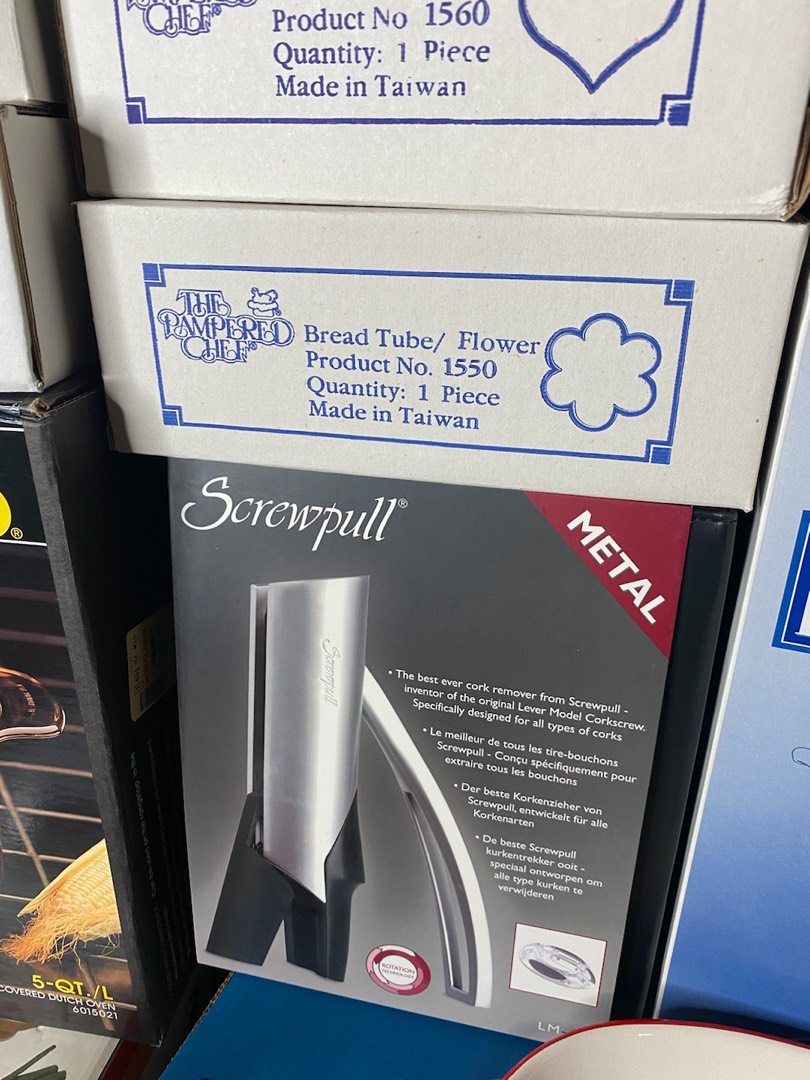 CHEF®
Product No 1560
Quantity: 1 Piece
Made in Taiwan
THE
PAMPERED
CHEF®
Bread Tube/ Flower
Product No. 1550
Quantity: 1 Piece
Made in Taiwan
Screwpull®
METAL
Screwpull
• The best ever cork remover from Screwpull -
inventor of the original Lever Model Corkscrew.
Specifically designed for all types of corks
• Le meilleur de tous les tire-bouchons
Screwpull - Conçu spécifiquement pour
extraire tous les bouchons
• Der beste Korkenzieher von
Screwpull, entwickelt für alle
Korkenarten
• De beste Screwpull
kurkentrekker ooit -
speciaal ontworpen om
alle type kurken te
verwijderen
ROTATION
TECHNOLOGY
LM-
®
5-QT./L
COVERED DUTCH OVEN
6015021